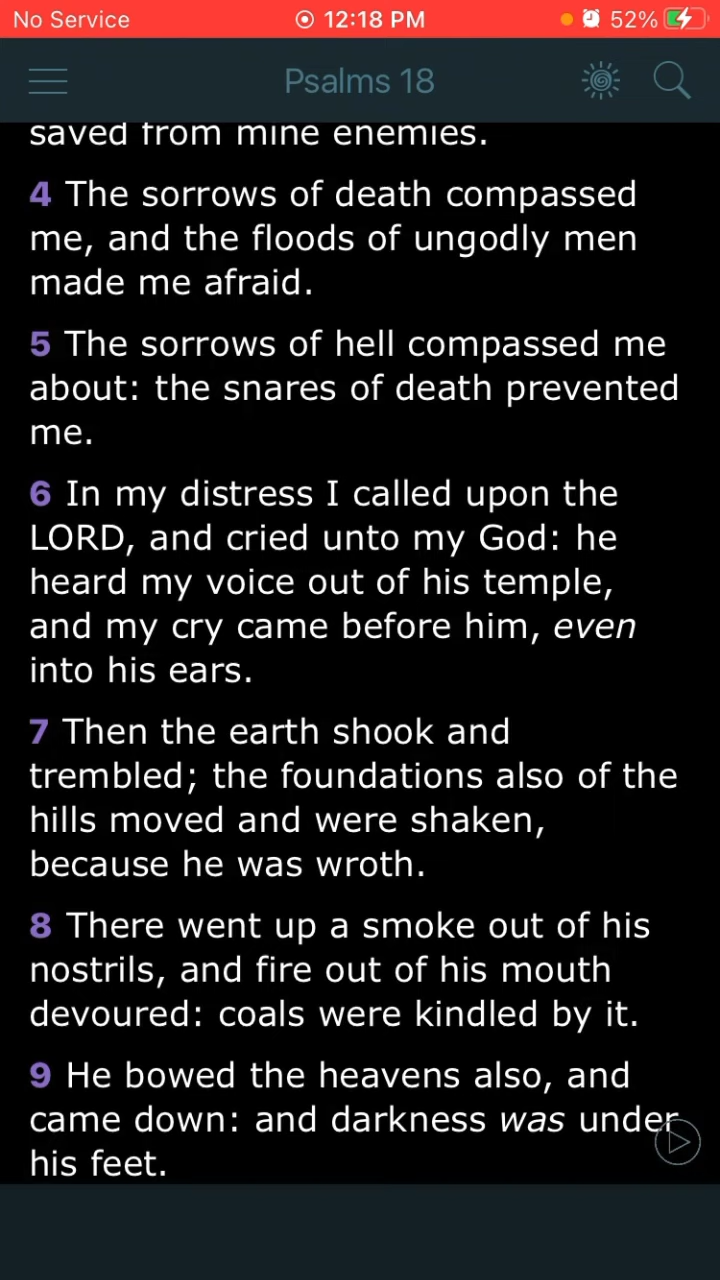 No Service 12:18 PM 52%
Psalms 18
saved from mine enemies.
4 The sorrows of death compassed
me, and the floods of ungodly men
made me afraid.
5 The sorrows of hell compassed me
about: the snares of death prevented
me.
6 In my distress I called upon the
LORD, and cried unto my God: he
heard my voice out of his temple,
and my cry came before him, even
into his ears.
7 Then the earth shook and
trembled; the foundations also of the
hills moved and were shaken,
because he was wroth.
8 There went up a smoke out of his
nostrils, and fire out of his mouth
devoured: coals were kindled by it.
9 He bowed the heavens also, and
came down: and darkness was under
his feet.